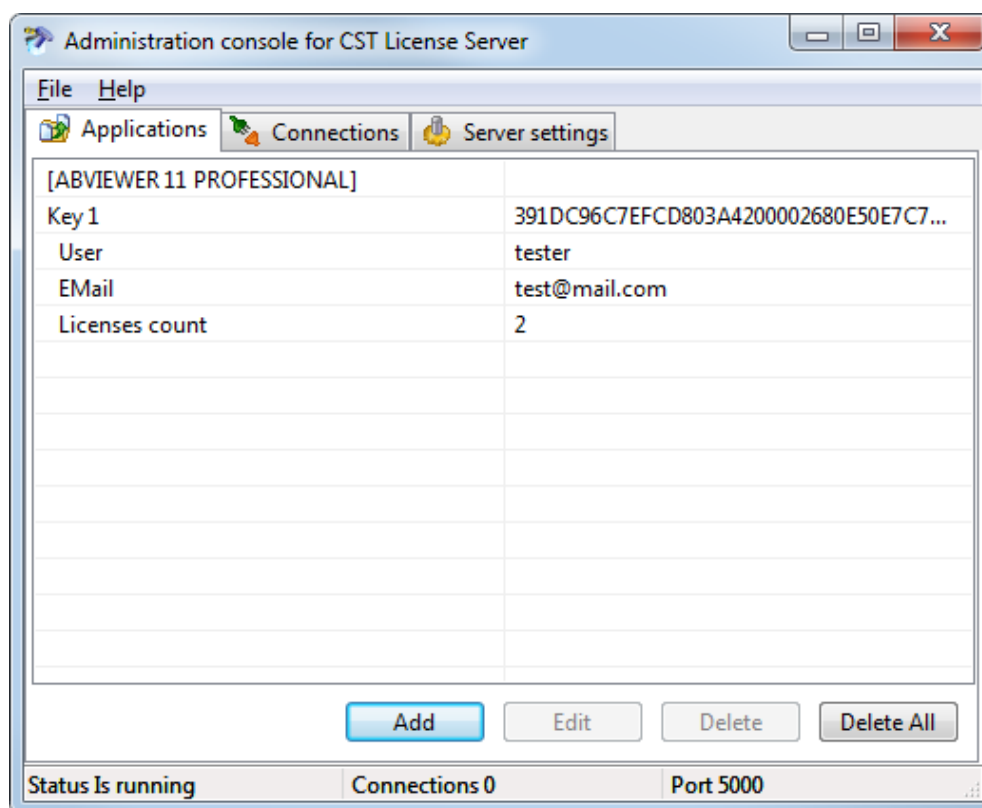 Administration console for CST License Server
File Help
Applications Connections Server settings
[ABVIEWER 11 PROFESSIONAL]
Key 1 391DC96C7EFCD803A4200002680E50E7C7...
User tester
EMail test@mail.com
Licenses count 2
Add Edit Delete Delete All
Status Is running Connections 0 Port 5000